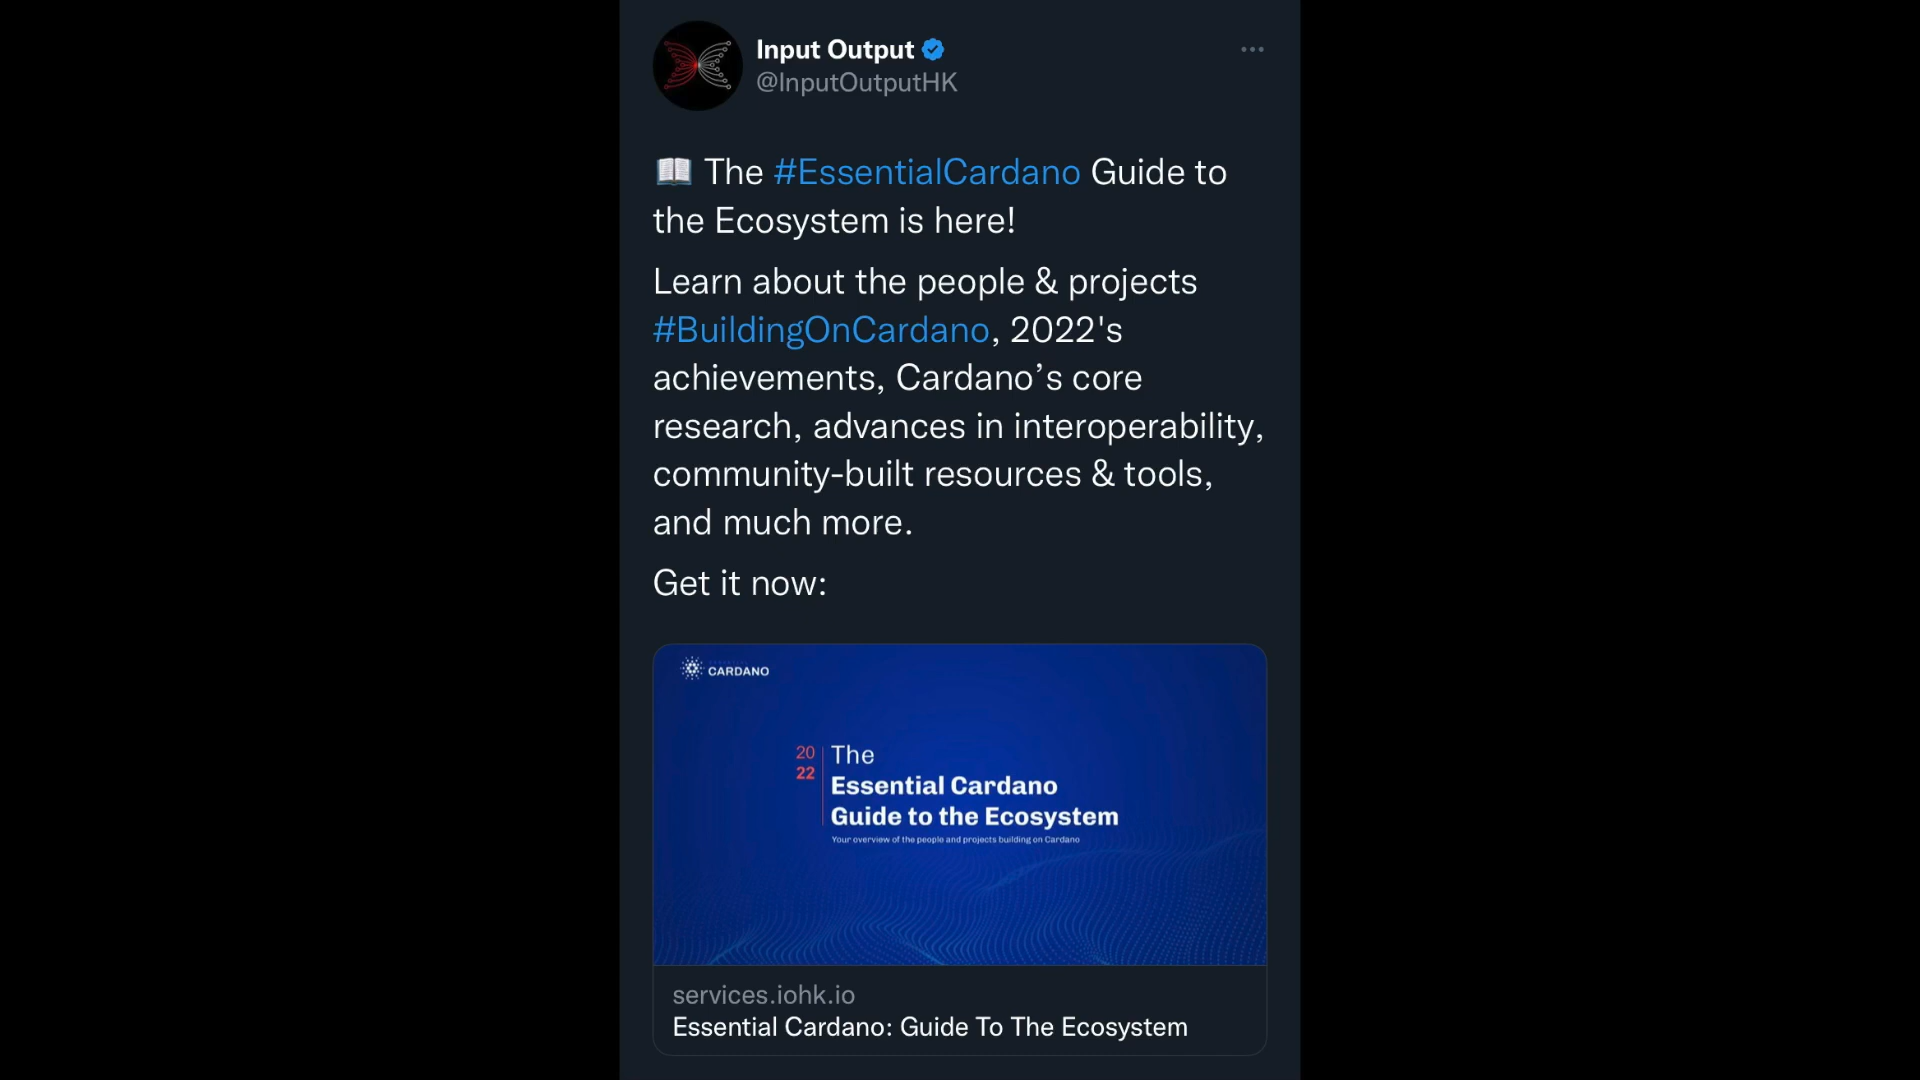 Input Output
@InputOutputHK
The #EssentialCardano Guide to
the Ecosystem is here!
Learn about the people & projects
#BuildingOnCardano, 2022's
achievements, Cardano’s core
research, advances in interoperability,
community-built resources & tools,
and much more.
Get it now:
CARDANO
20
22
The
Essential Cardano
Guide to the Ecosystem
Your overview of the people and projects building on Cardano
services.iohk.io
Essential Cardano: Guide To The Ecosystem